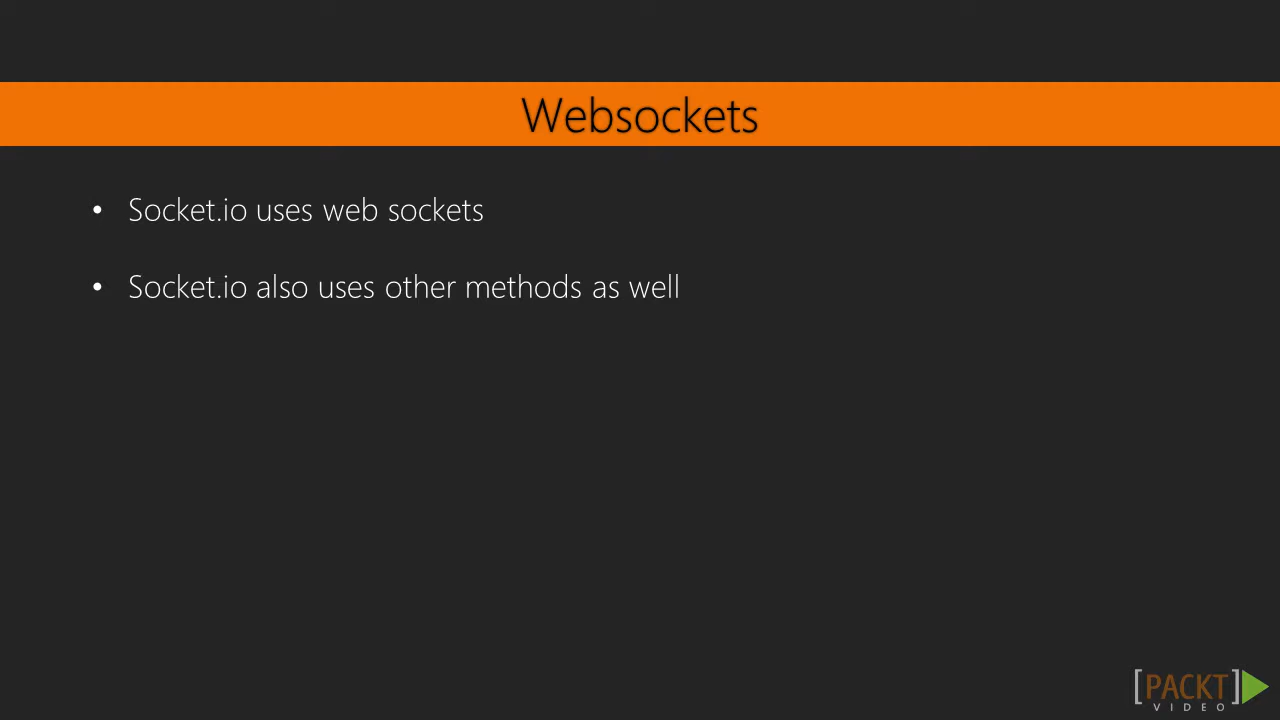 Websockets
• Socket.io uses web sockets
• Socket.io also uses other methods as well
[PACKT]
VIDEO